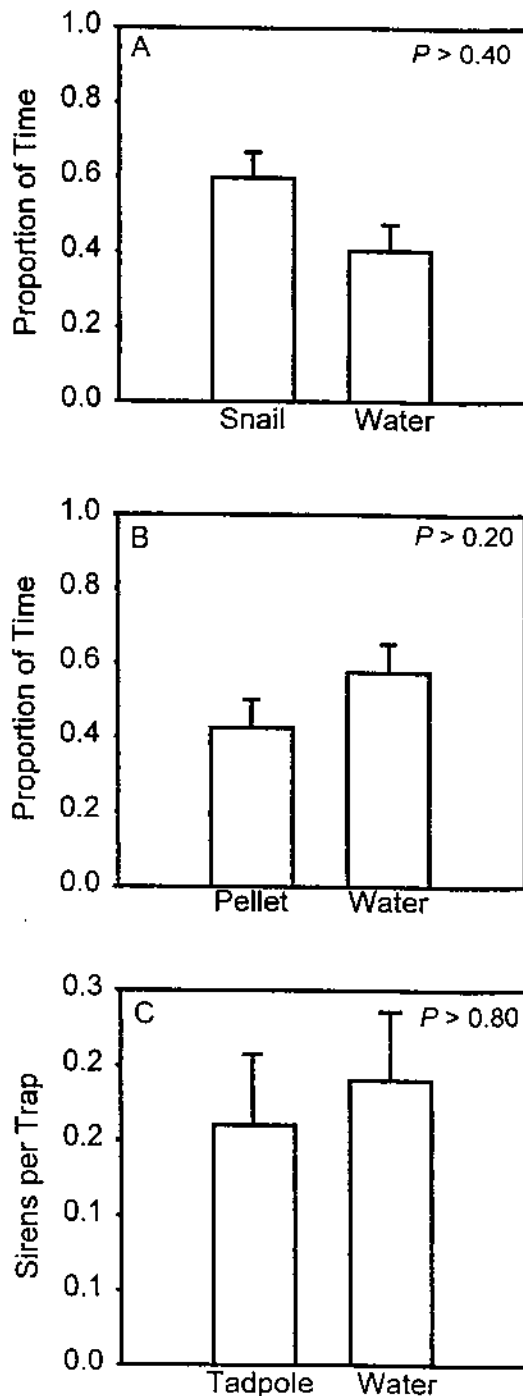 A
P > 0.40
1.0
0.8
0.6
0.4
0.2
0.0
Proportion of Time
Snail Water
B
P > 0.20
1.0
0.8
0.6
0.4
0.2
0.0
Proportion of Time
Pellet Water
C
P > 0.80
0.3
0.2
0.2
0.1
0.1
0.0
Sirens per Trap
Tadpole Water